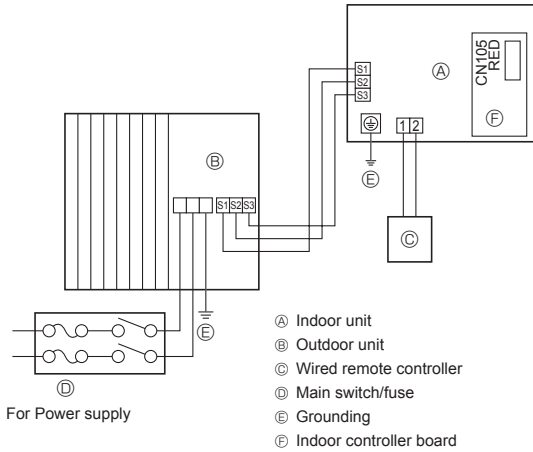 CN105
RED
Ⓐ
Ⓕ
S1
S2
S3
1 2
Ⓔ
Ⓒ
Ⓑ
S1 S2 S3
Ⓔ
Ⓓ
For Power supply
Ⓐ Indoor unit
Ⓑ Outdoor unit
Ⓒ Wired remote controller
Ⓓ Main switch/fuse
Ⓔ Grounding
Ⓕ Indoor controller board